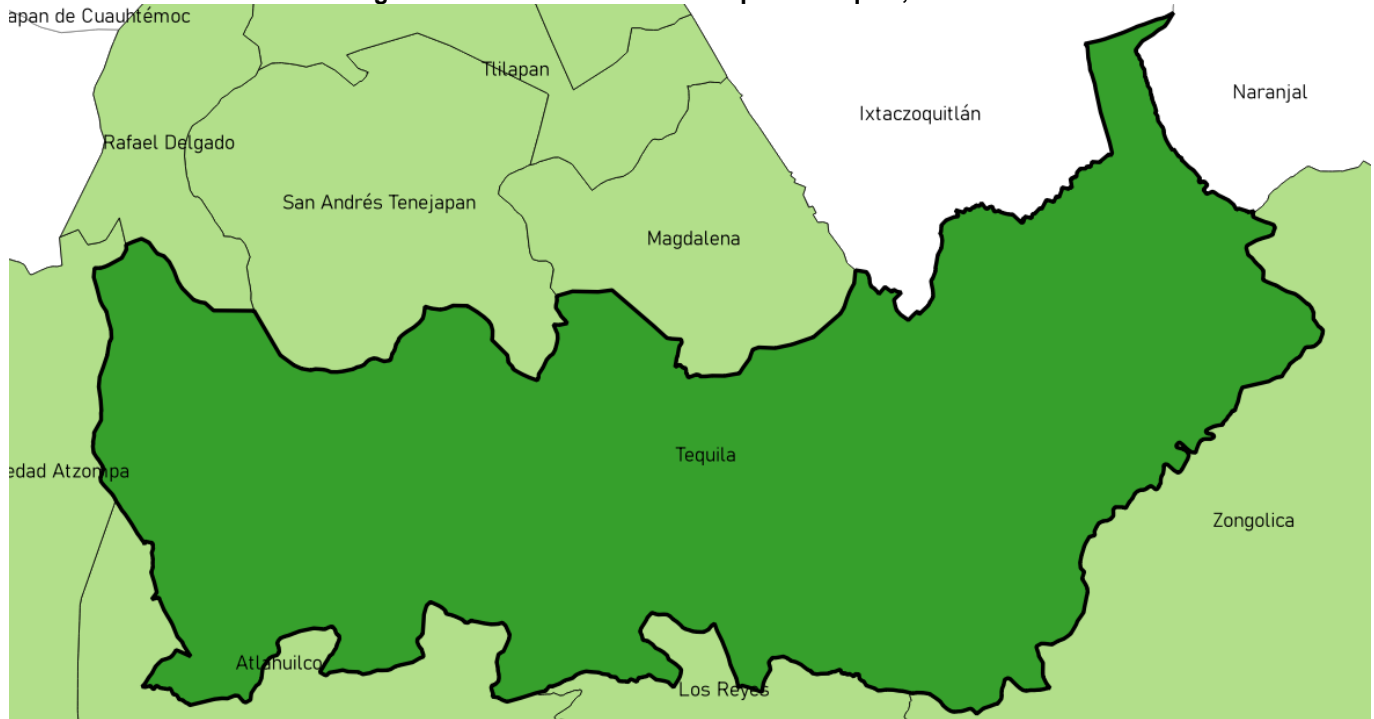 apan de Cuauhtémoc
Tlilapan
Naranjal
Ixtaczoquitlán
Rafael Delgado
San Andrés Tenejapan
Magdalena
Tequila
edad Atzompa
Zongolica
Atlahuilco
Los Reyes